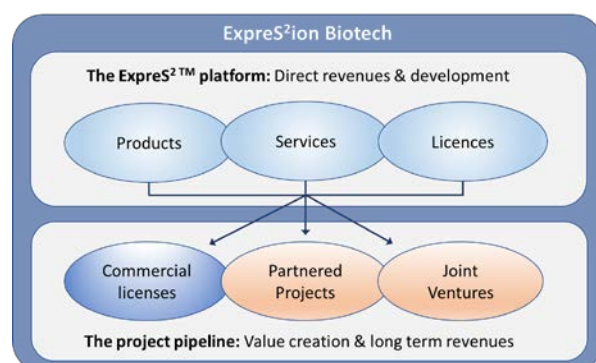 ExpreS²ion Biotech
The ExpreS² ™ platform: Direct revenues & development
Products
Services
Licences
Commercial
licenses
Partnered
Projects
Joint
Ventures
The project pipeline: Value creation & long term revenues